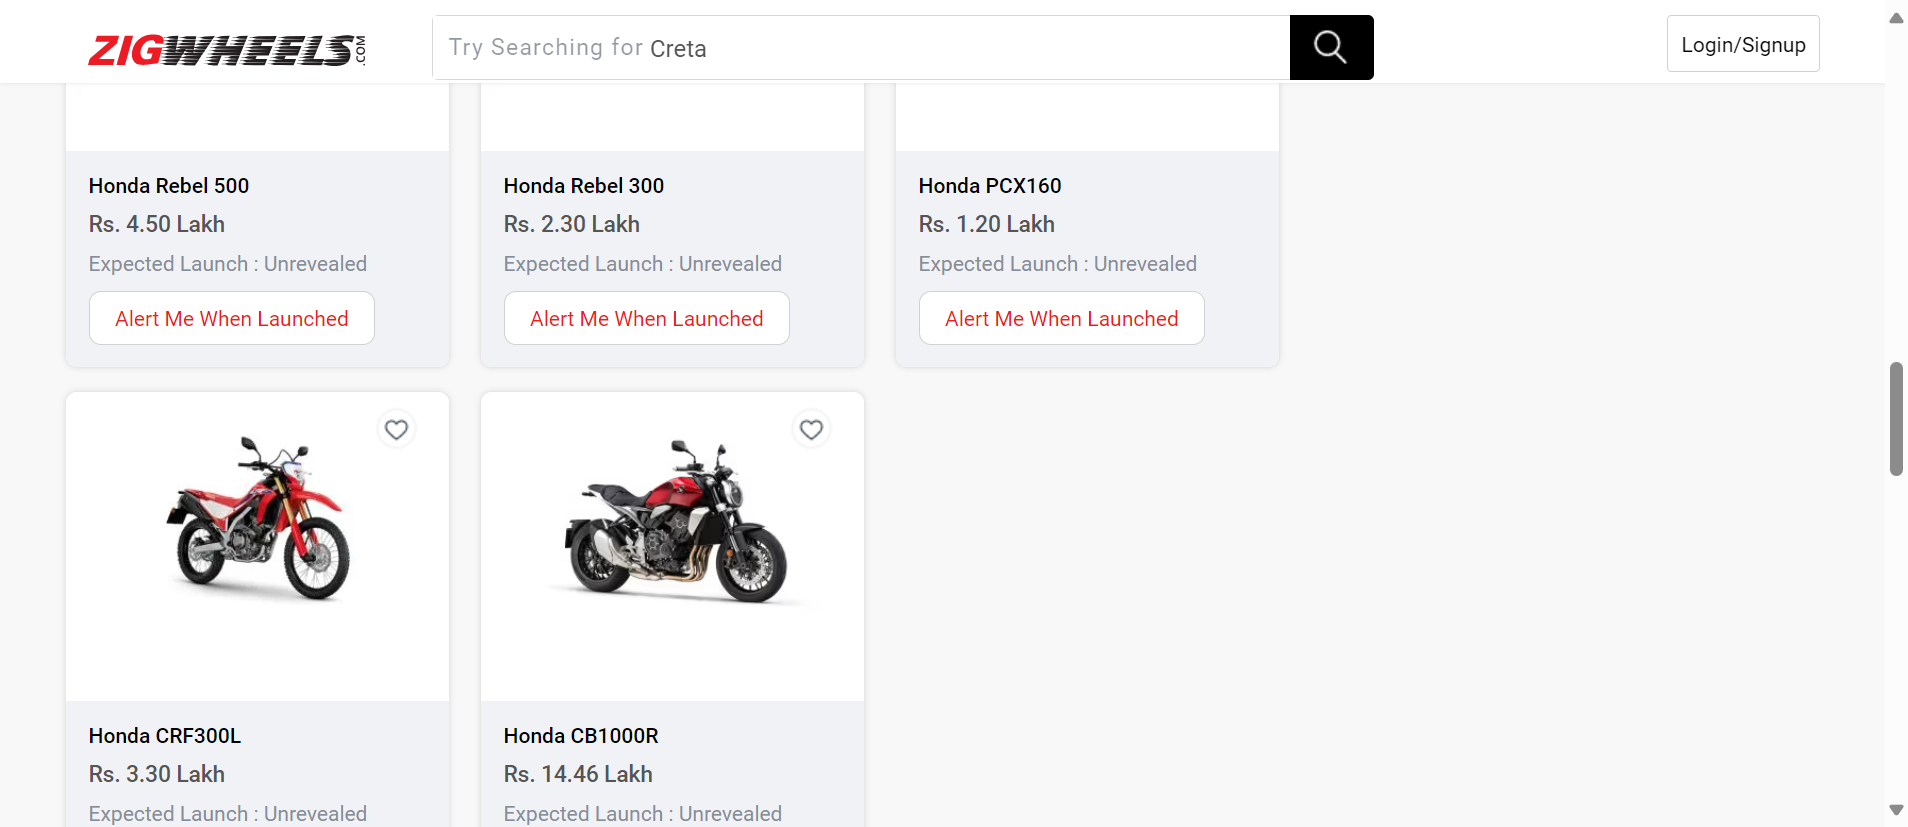 ZIGWHEELS.COM
Try Searching for Creta
Login/Signup
Honda Rebel 500
Rs. 4.50 Lakh
Expected Launch : Unrevealed
Alert Me When Launched
Honda Rebel 300
Rs. 2.30 Lakh
Expected Launch : Unrevealed
Alert Me When Launched
Honda PCX160
Rs. 1.20 Lakh
Expected Launch : Unrevealed
Alert Me When Launched
Honda CRF300L
Rs. 3.30 Lakh
Expected Launch : Unrevealed
Honda CB1000R
Rs. 14.46 Lakh
Expected Launch : Unrevealed